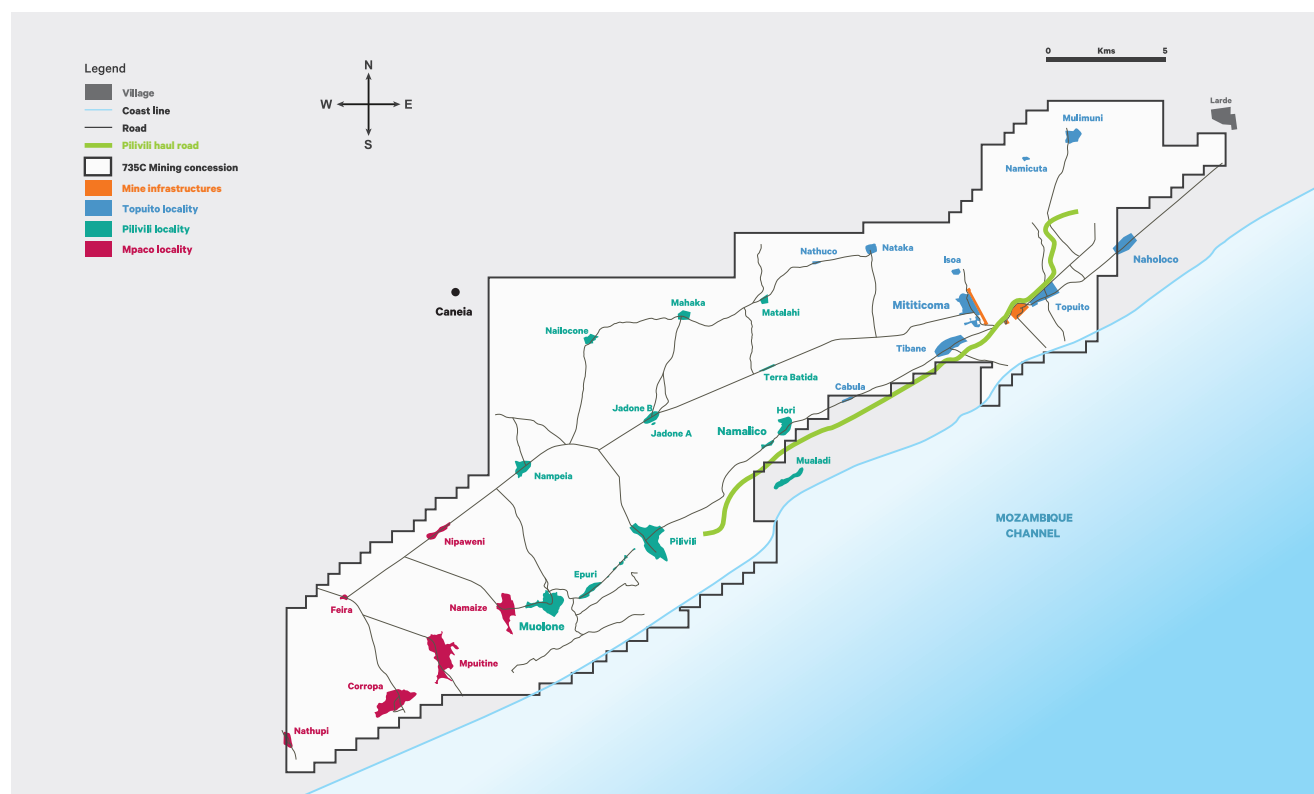 Legend
Village
Coast line
Road
Pilivili haul road
735C Mining concession
Mine infrastructures
Topuito locality
Pilivili locality
Mpaco locality
N
W
E
S
0
Kms
5
Larde
Mulimuni
Namicuta
Nathuco
Nataka
Isoa
Naholoco
Caneia
Mahaka
Matalahi
Mititicoma
Topuito
Nailocone
Tibane
Terra Batida
Cabula
Jadone B
Jadone A
Hori
Namalico
Mualadi
Nampeia
MOZAMBIQUE
CHANNEL
Nipaweni
Pilivili
Epuri
Feira
Namaize
Muolone
Mpuitine
Corropa
Nathupi